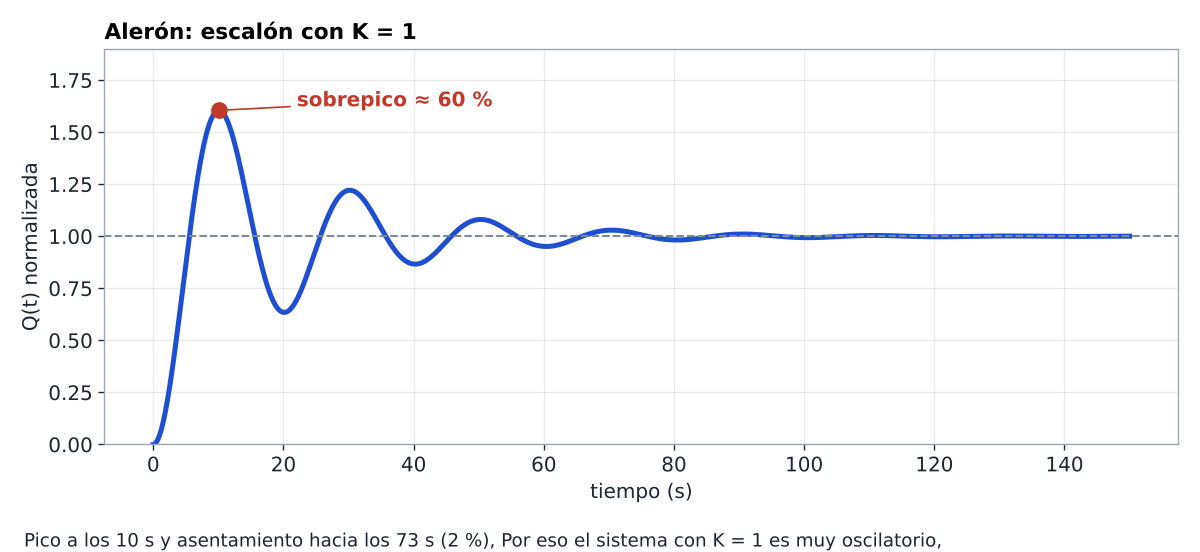 Alerón: escalón con K = 1
1.75
1.50
1.25
1.00
0.75
0.50
0.25
0.00
Q(t) normalizada
sobrepico ≈ 60 %
0 20 40 60 80 100 120 140
tiempo (s)
Pico a los 10 s y asentamiento hacia los 73 s (2 %), Por eso el sistema con K = 1 es muy oscilatorio,